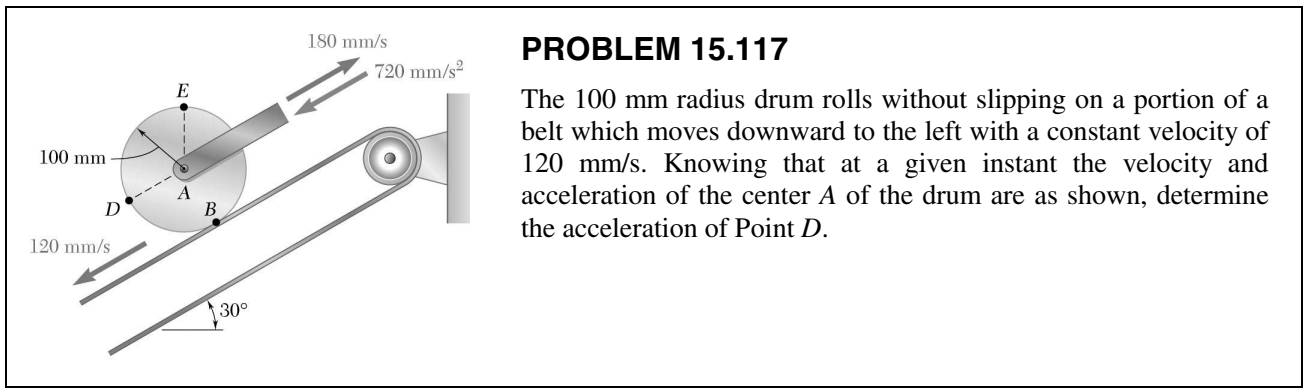 180 mm/s
720 mm/s²
E
100 mm
A
D
B
120 mm/s
30°
PROBLEM 15.117
The 100 mm radius drum rolls without slipping on a portion of a
belt which moves downward to the left with a constant velocity of
120 mm/s. Knowing that at a given instant the velocity and
acceleration of the center A of the drum are as shown, determine
the acceleration of Point D.